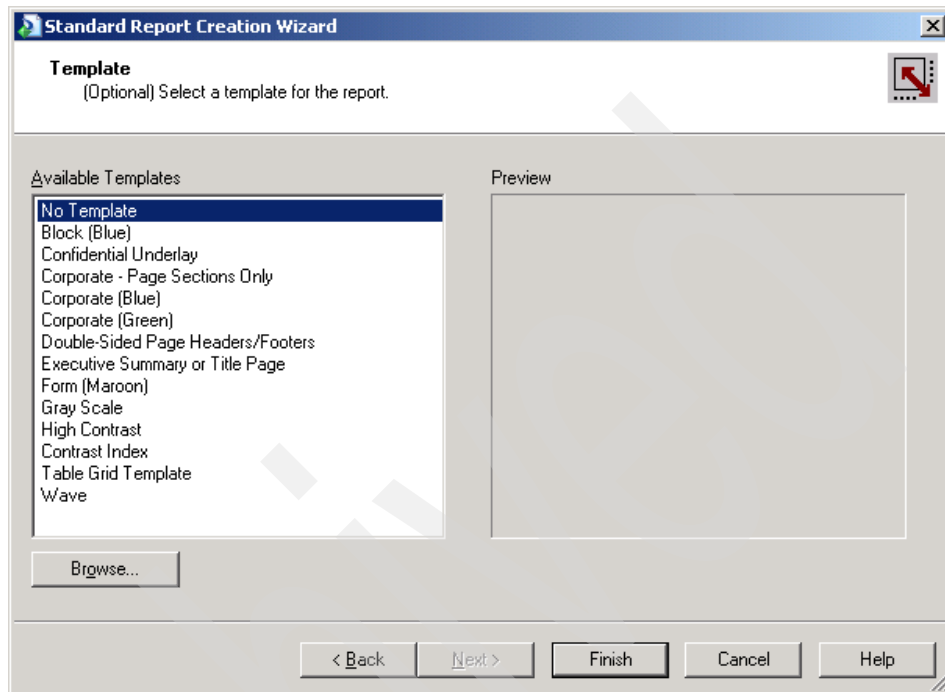 Standard Report Creation Wizard
Template
(Optional) Select a template for the report.
Available Templates
Preview
No Template
Block (Blue)
Confidential Underlay
Corporate - Page Sections Only
Corporate (Blue)
Corporate (Green)
Double-Sided Page Headers/Footers
Executive Summary or Title Page
Form (Maroon)
Gray Scale
High Contrast
Contrast Index
Table Grid Template
Wave
Browse...
< Back
Next >
Finish
Cancel
Help